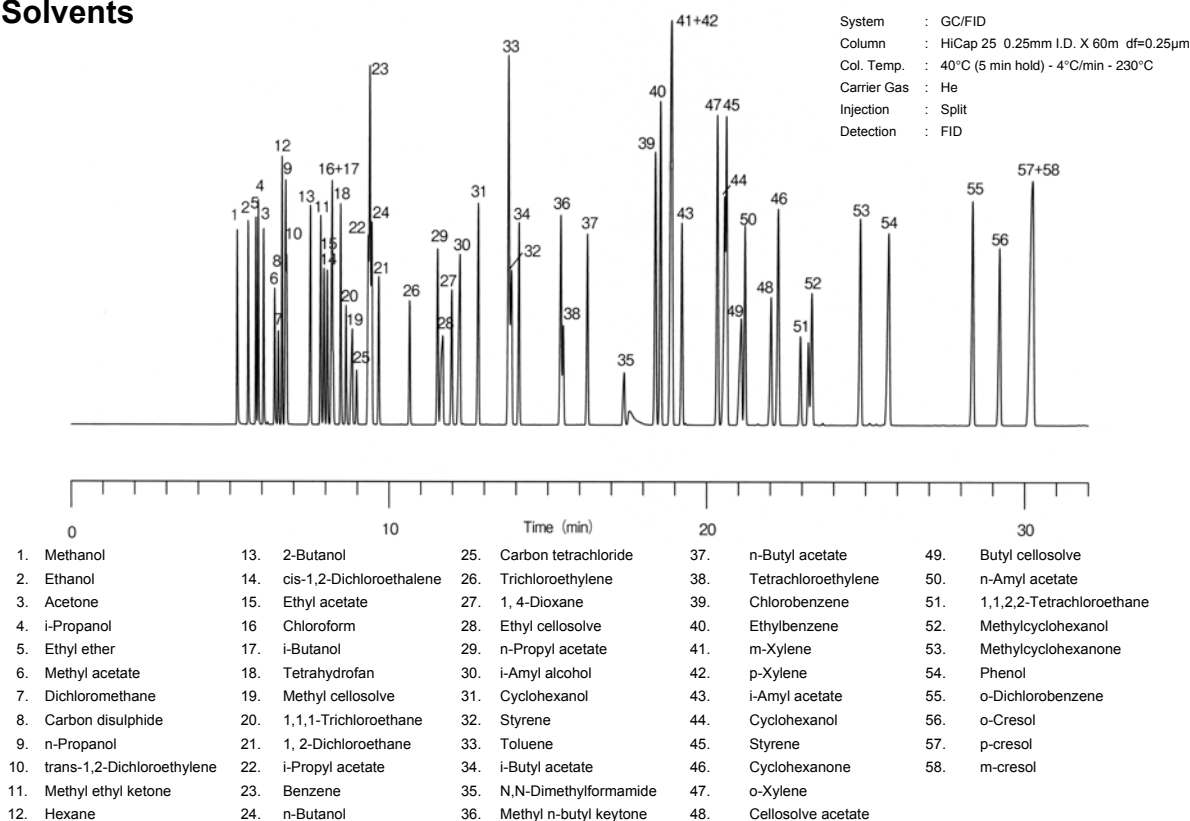 Solvents
System : GC/FID
Column : HiCap 25 0.25mm I.D. X 60m df=0.25µm
Col. Temp. : 40°C (5 min hold) - 4°C/min - 230°C
Carrier Gas : He
Injection : Split
Detection : FID
1 2 5 4 3 6 7 8 12 9 10 13 11 15 14 16+17 18 20 19 25 22 23 24 21 26 29 28 27 30 31 33 32 34 36 38 37 35 39 40 41+42 43 47 45 44 49 50 48 46 51 52 53 54 55 56 57+58
0 10 20 30
Time (min)
1. Methanol
2. Ethanol
3. Acetone
4. i-Propanol
5. Ethyl ether
6. Methyl acetate
7. Dichloromethane
8. Carbon disulphide
9. n-Propanol
10. trans-1,2-Dichloroethylene
11. Methyl ethyl ketone
12. Hexane
13. 2-Butanol
14. cis-1,2-Dichloroethalene
15. Ethyl acetate
16 Chloroform
17. i-Butanol
18. Tetrahydrofan
19. Methyl cellosolve
20. 1,1,1-Trichloroethane
21. 1, 2-Dichloroethane
22. i-Propyl acetate
23. Benzene
24. n-Butanol
25. Carbon tetrachloride
26. Trichloroethylene
27. 1, 4-Dioxane
28. Ethyl cellosolve
29. n-Propyl acetate
30. i-Amyl alcohol
31. Cyclohexanol
32. Styrene
33. Toluene
34. i-Butyl acetate
35. N,N-Dimethylformamide
36. Methyl n-butyl keytone
37. n-Butyl acetate
38. Tetrachloroethylene
39. Chlorobenzene
40. Ethylbenzene
41. m-Xylene
42. p-Xylene
43. i-Amyl acetate
44. Cyclohexanol
45. Styrene
46. Cyclohexanone
47. o-Xylene
48. Cellosolve acetate
49. Butyl cellosolve
50. n-Amyl acetate
51. 1,1,2,2-Tetrachloroethane
52. Methylcyclohexanol
53. Methylcyclohexanone
54. Phenol
55. o-Dichlorobenzene
56. o-Cresol
57. p-cresol
58. m-cresol